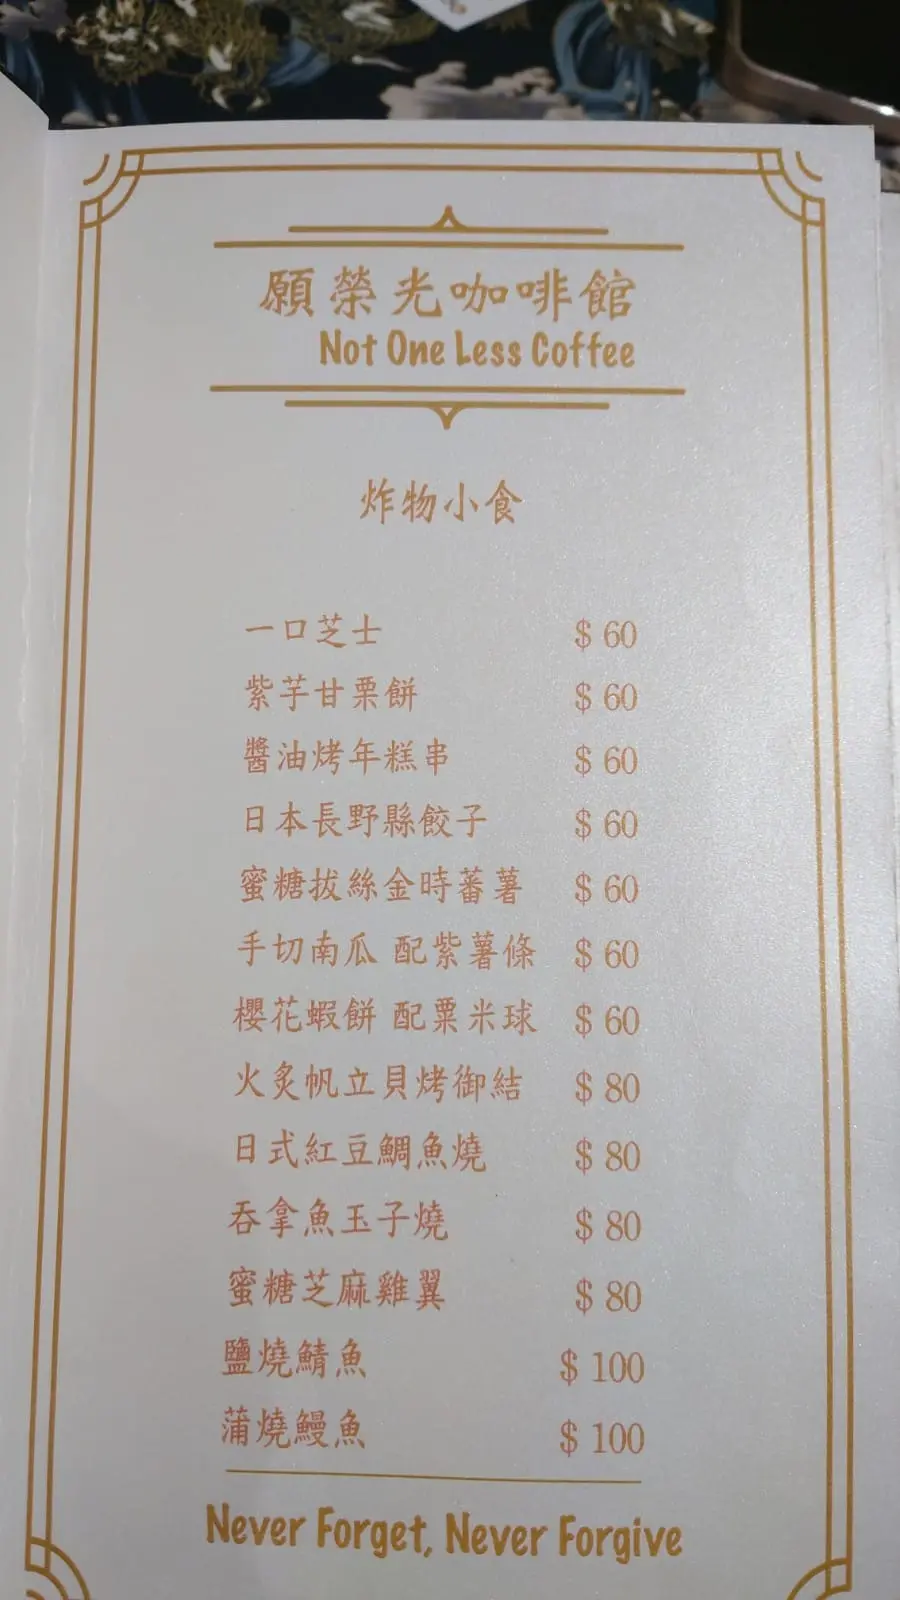 願榮光咖啡館
Not One Less Coffee
炸物小食
一口芝士 $ 60
紫芋甘栗餅 $ 60
醬油烤年糕串 $ 60
日本長野縣餃子 $ 60
蜜糖拔絲金時蕃薯 $ 60
手切南瓜 配紫薯條 $ 60
櫻花蝦餅 配粟米球 $ 60
火炙帆立貝烤御結 $ 80
日式紅豆鯛魚燒 $ 80
吞拿魚玉子燒 $ 80
蜜糖芝麻雞翼 $ 80
鹽燒鯖魚 $ 100
蒲燒鰻魚 $ 100
Never Forget, Never Forgive